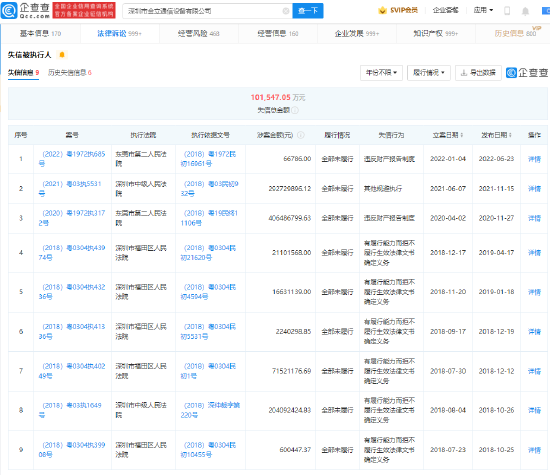 企查查
Qcc.com
全国企业信用查询系统
官方备案企业征信机构
深圳市金立通信设备有限公司
查一下
SVIP会员
企业套餐
应用
基本信息 970
法律诉讼 999+
经营风险 468
经营信息 160
企业发展 999+
知识产权 999+
历史信息 880
VIP
失信被执行人
失信信息 9
历史失信信息 6
年份不限
履行情况
导出数据
企查查
101,547.05 万元
失信总金额
序号 案号 执行法院 执行依据文号 涉案金额(元) 履行情况 失信行为 立案日期 发布日期 操作
1 （2022）粤1972执685号 东莞市第二人民法院 （2018）粤1972民初16961号 66786.00 全部未履行 违反财产报告制度 2022-01-04 2022-06-23 详情
2 （2021）粤03执5531号 深圳市中级人民法院 （2018）粤03民初932号 292729896.12 全部未履行 其他规避执行 2021-06-07 2021-11-15 详情
3 （2020）粤1972执3172号 东莞市第二人民法院 （2018）粤19民终11106号 406486799.63 全部未履行 违反财产报告制度 2020-04-02 2020-11-27 详情
4 （2018）粤0304执43974号 深圳市福田区人民法院 （2018）粤0304民初21620号 21101568.00 全部未履行 有履行能力而拒不履行生效法律文书确定义务 2018-12-17 2019-04-17 详情
5 （2018）粤0304执43236号 深圳市福田区人民法院 （2018）粤0304民初4594号 16631139.00 全部未履行 有履行能力而拒不履行生效法律文书确定义务 2018-11-20 2019-01-18 详情
6 （2018）粤0304执41336号 深圳市福田区人民法院 （2018）粤0304民初5531号 2240298.85 全部未履行 有履行能力而拒不履行生效法律文书确定义务 2018-09-17 2018-12-19 详情
7 （2018）粤0304执40249号 深圳市福田区人民法院 （2018）粤0304民初1号 71521176.69 全部未履行 有履行能力而拒不履行生效法律文书确定义务 2018-07-30 2018-12-12 详情
8 （2018）粤03执1649号 深圳市中级人民法院 （2018）深仲裁字第220号 204092424.83 全部未履行 有履行能力而拒不履行生效法律文书确定义务 2018-08-04 2018-10-26 详情
9 （2018）粤0304执39908号 深圳市福田区人民法院 （2018）粤0304民初10455号 600447.37 全部未履行 有履行能力而拒不履行生效法律文书确定义务 2018-07-23 2018-10-25 详情